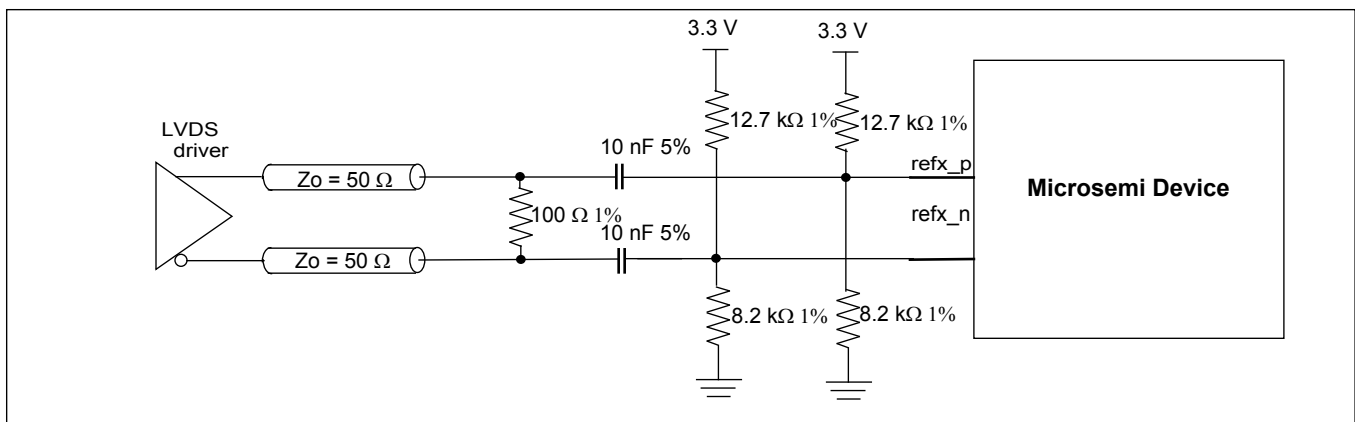 3.3 V
3.3 V
12.7 kΩ 1%
12.7 kΩ 1%
LVDS
driver
10 nF 5%
Zo = 50 Ω
refx_p
Microsemi Device
100 Ω 1%
refx_n
10 nF 5%
Zo = 50 Ω
8.2 kΩ 1%
8.2 kΩ 1%